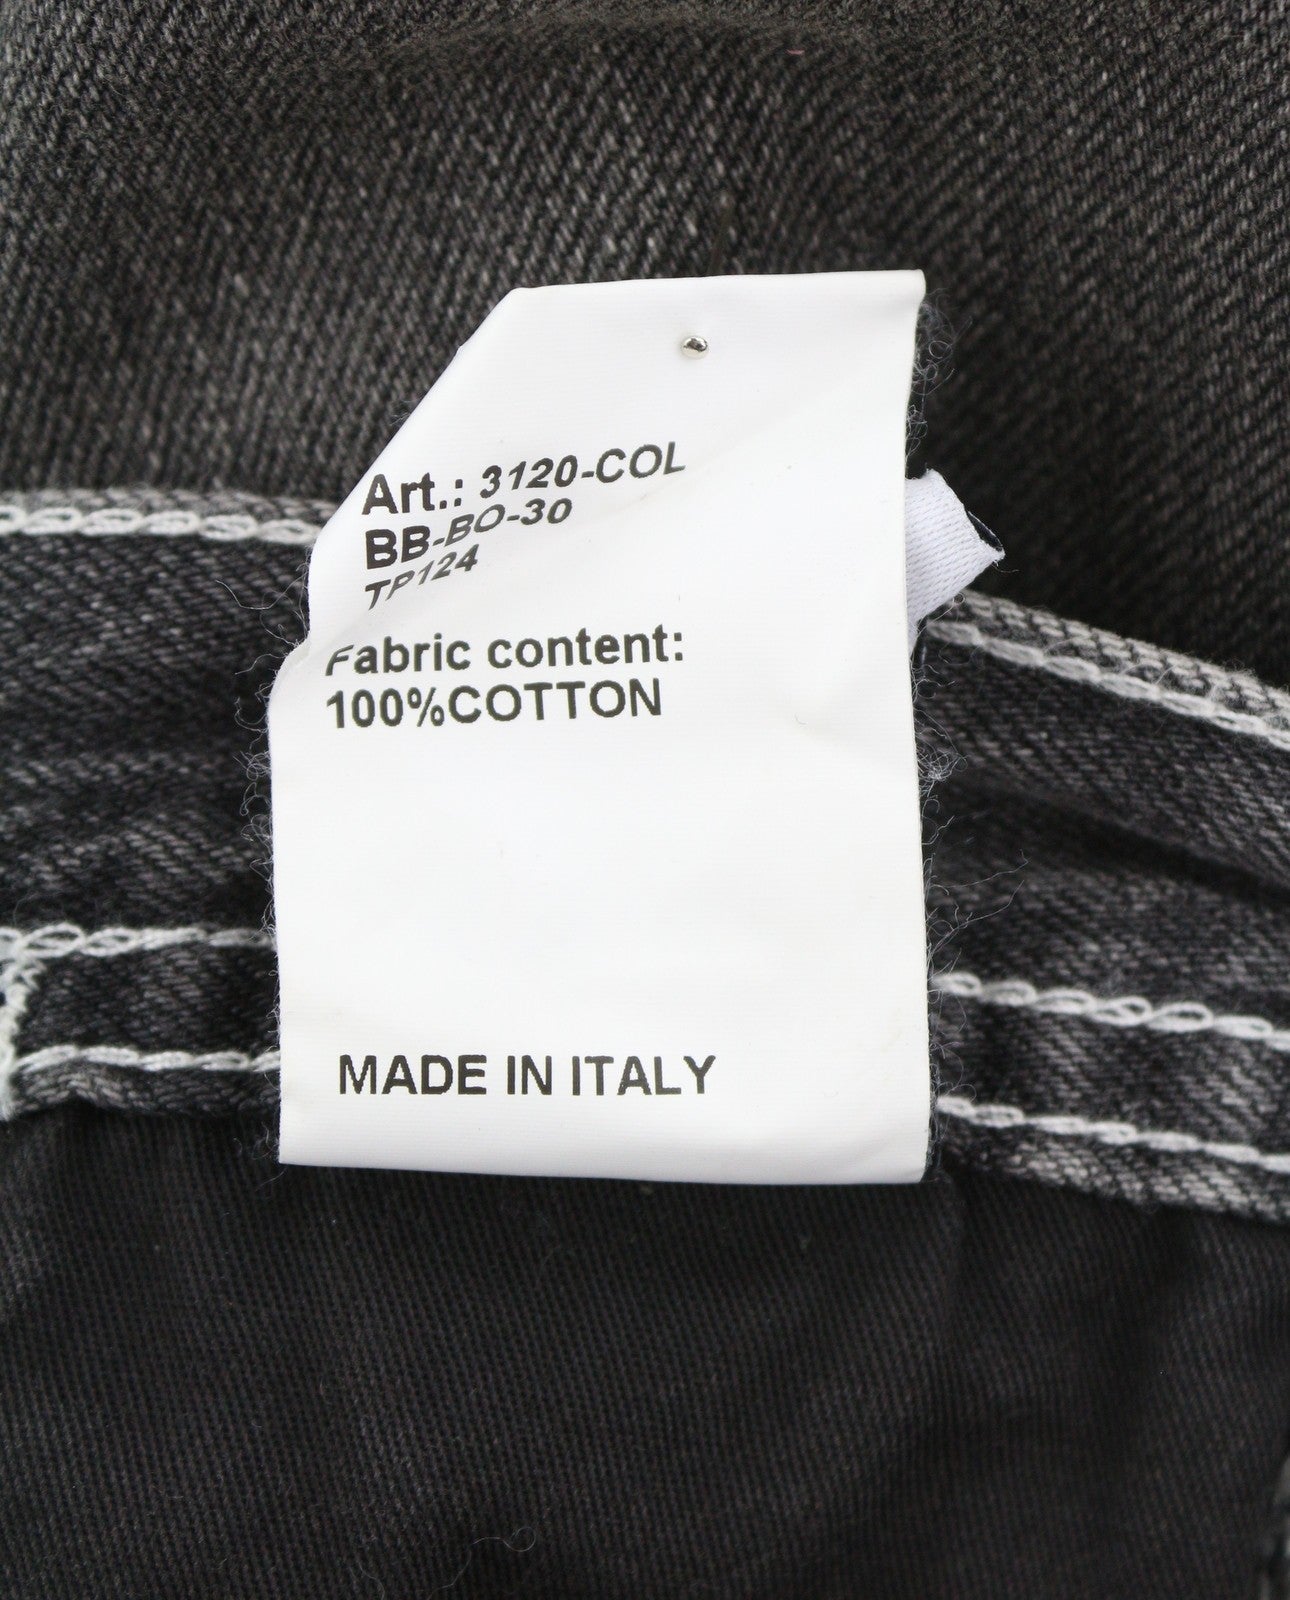 Art.: 3120-COL
BB-BO-30
TP124
Fabric content:
100%COTTON
MADE IN ITALY